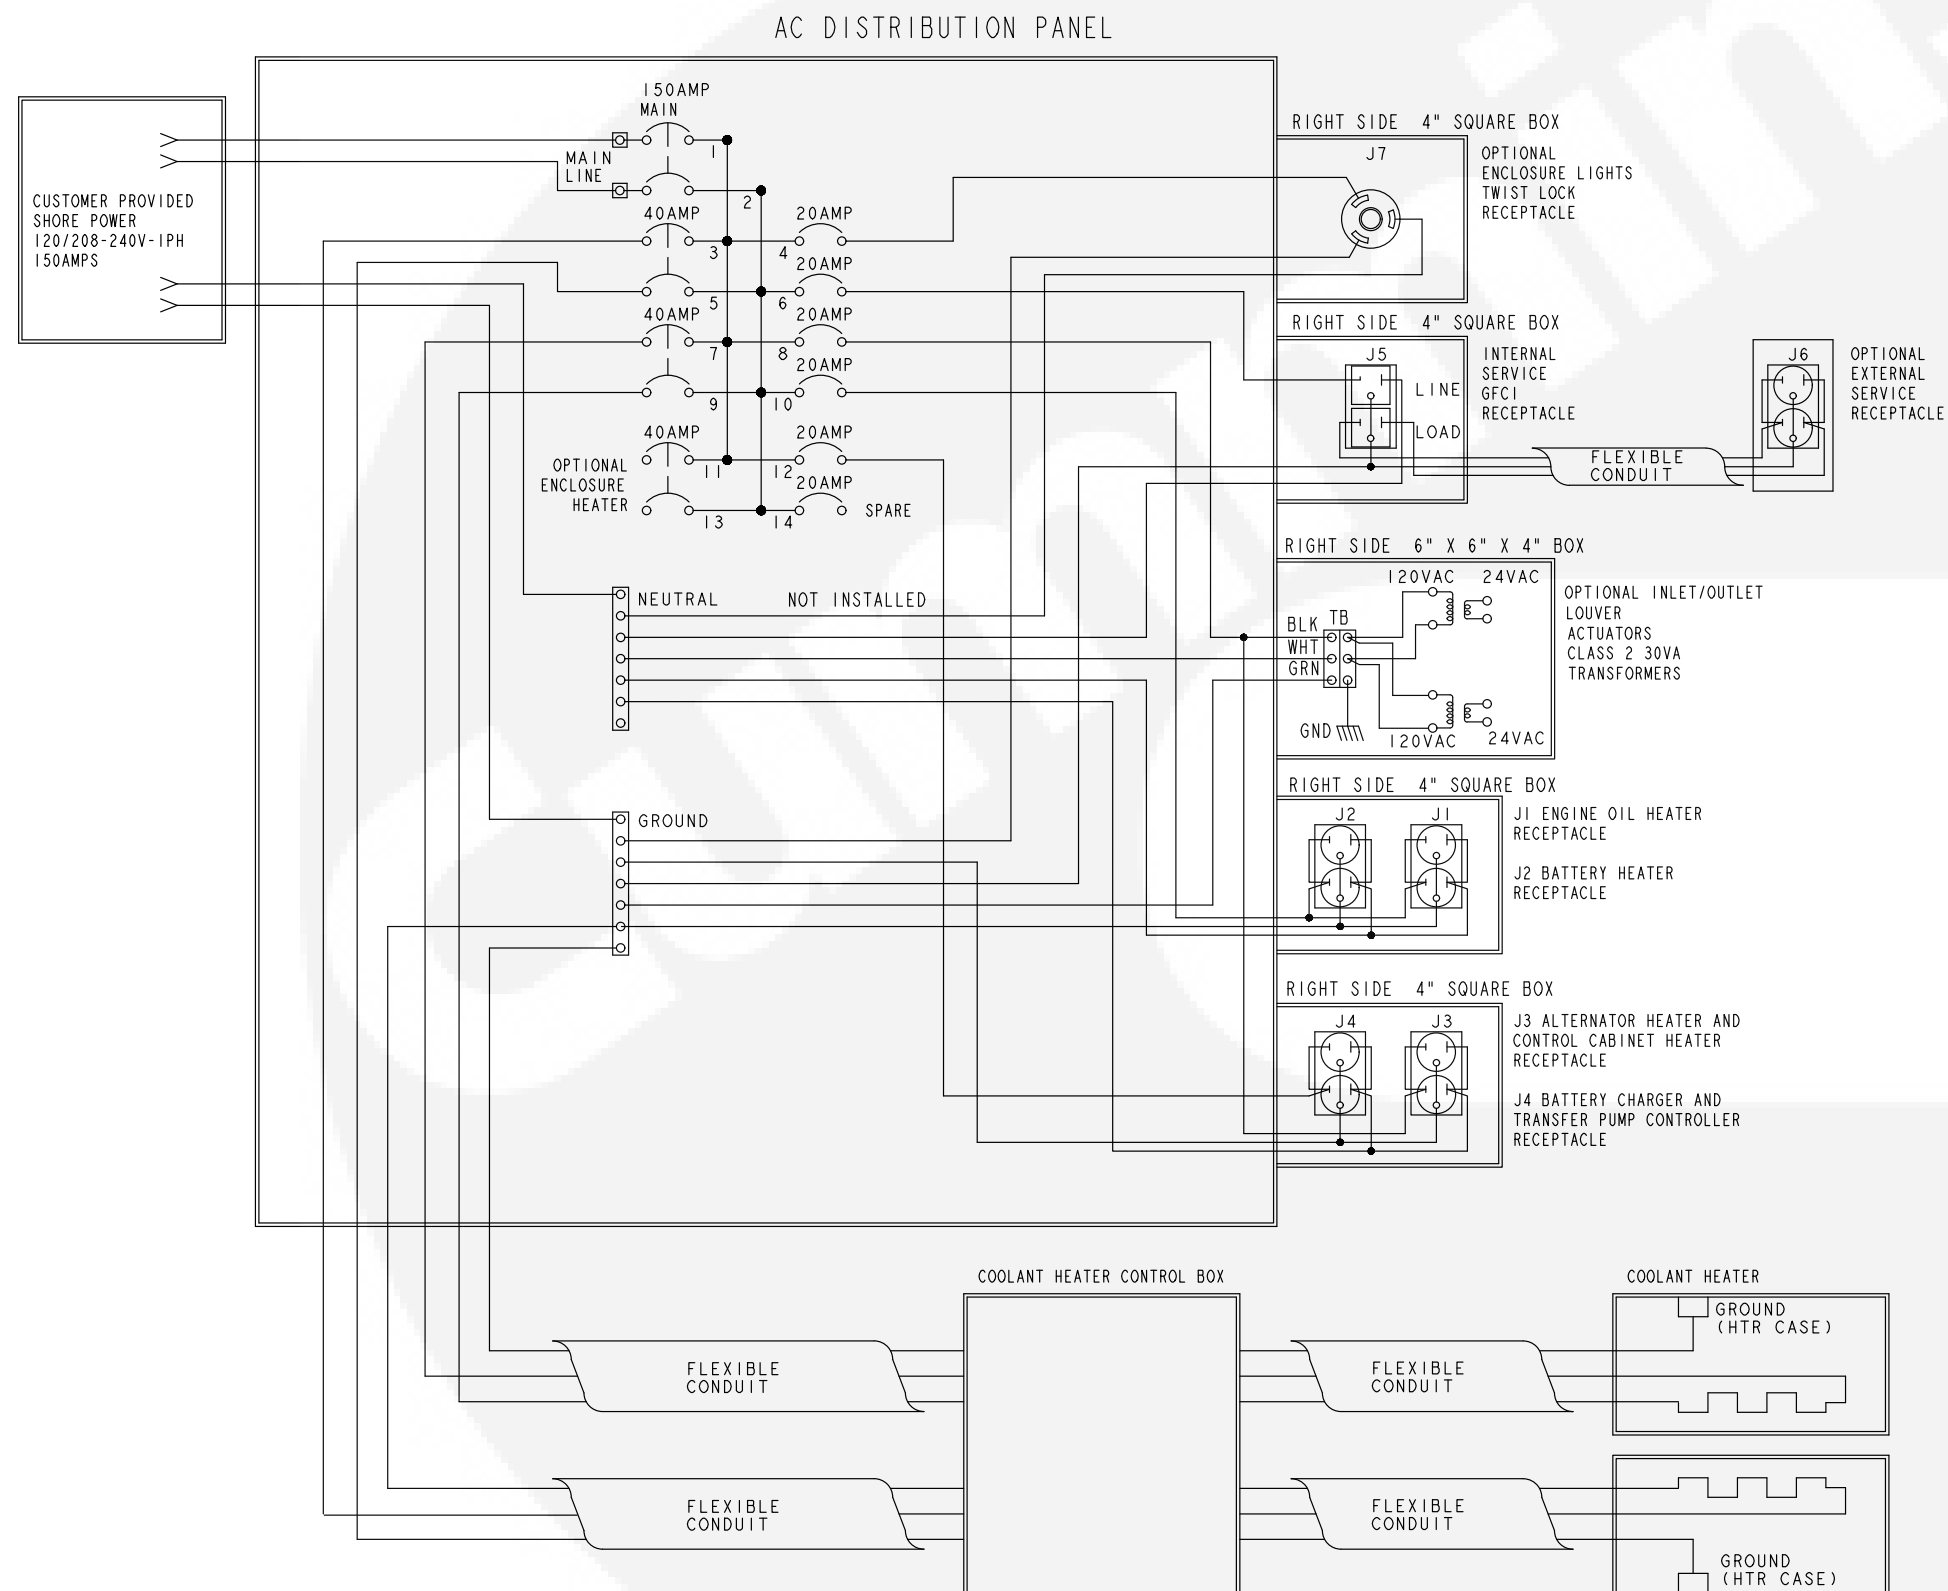 AC DISTRIBUTION PANEL
150AMP
MAIN
MAIN
LINE
1
2
CUSTOMER PROVIDED
SHORE POWER
120/208-240V-1PH
150AMPS
40AMP
20AMP
3
4
20AMP
5
6
40AMP
20AMP
7
8
20AMP
9
10
40AMP
20AMP
11
12
OPTIONAL
ENCLOSURE
HEATER
20AMP
13
14
SPARE
NEUTRAL
NOT INSTALLED
GROUND
RIGHT SIDE 4" SQUARE BOX
J7
OPTIONAL
ENCLOSURE LIGHTS
TWIST LOCK
RECEPTACLE
RIGHT SIDE 4" SQUARE BOX
J5
LINE
LOAD
INTERNAL
SERVICE
GFCI
RECEPTACLE
FLEXIBLE
CONDUIT
J6
OPTIONAL
EXTERNAL
SERVICE
RECEPTACLE
RIGHT SIDE 6" X 6" X 4" BOX
120VAC
24VAC
TB
BLK
WHT
GRN
GND
120VAC
24VAC
OPTIONAL INLET/OUTLET
LOUVER
ACTUATORS
CLASS 2 30VA
TRANSFORMERS
RIGHT SIDE 4" SQUARE BOX
J2
J1
J1 ENGINE OIL HEATER
RECEPTACLE
J2 BATTERY HEATER
RECEPTACLE
RIGHT SIDE 4" SQUARE BOX
J4
J3
J3 ALTERNATOR HEATER AND
CONTROL CABINET HEATER
RECEPTACLE
J4 BATTERY CHARGER AND
TRANSFER PUMP CONTROLLER
RECEPTACLE
COOLANT HEATER CONTROL BOX
COOLANT HEATER
GROUND
(HTR CASE)
FLEXIBLE
CONDUIT
FLEXIBLE
CONDUIT
FLEXIBLE
CONDUIT
FLEXIBLE
CONDUIT
GROUND
(HTR CASE)
Cummin